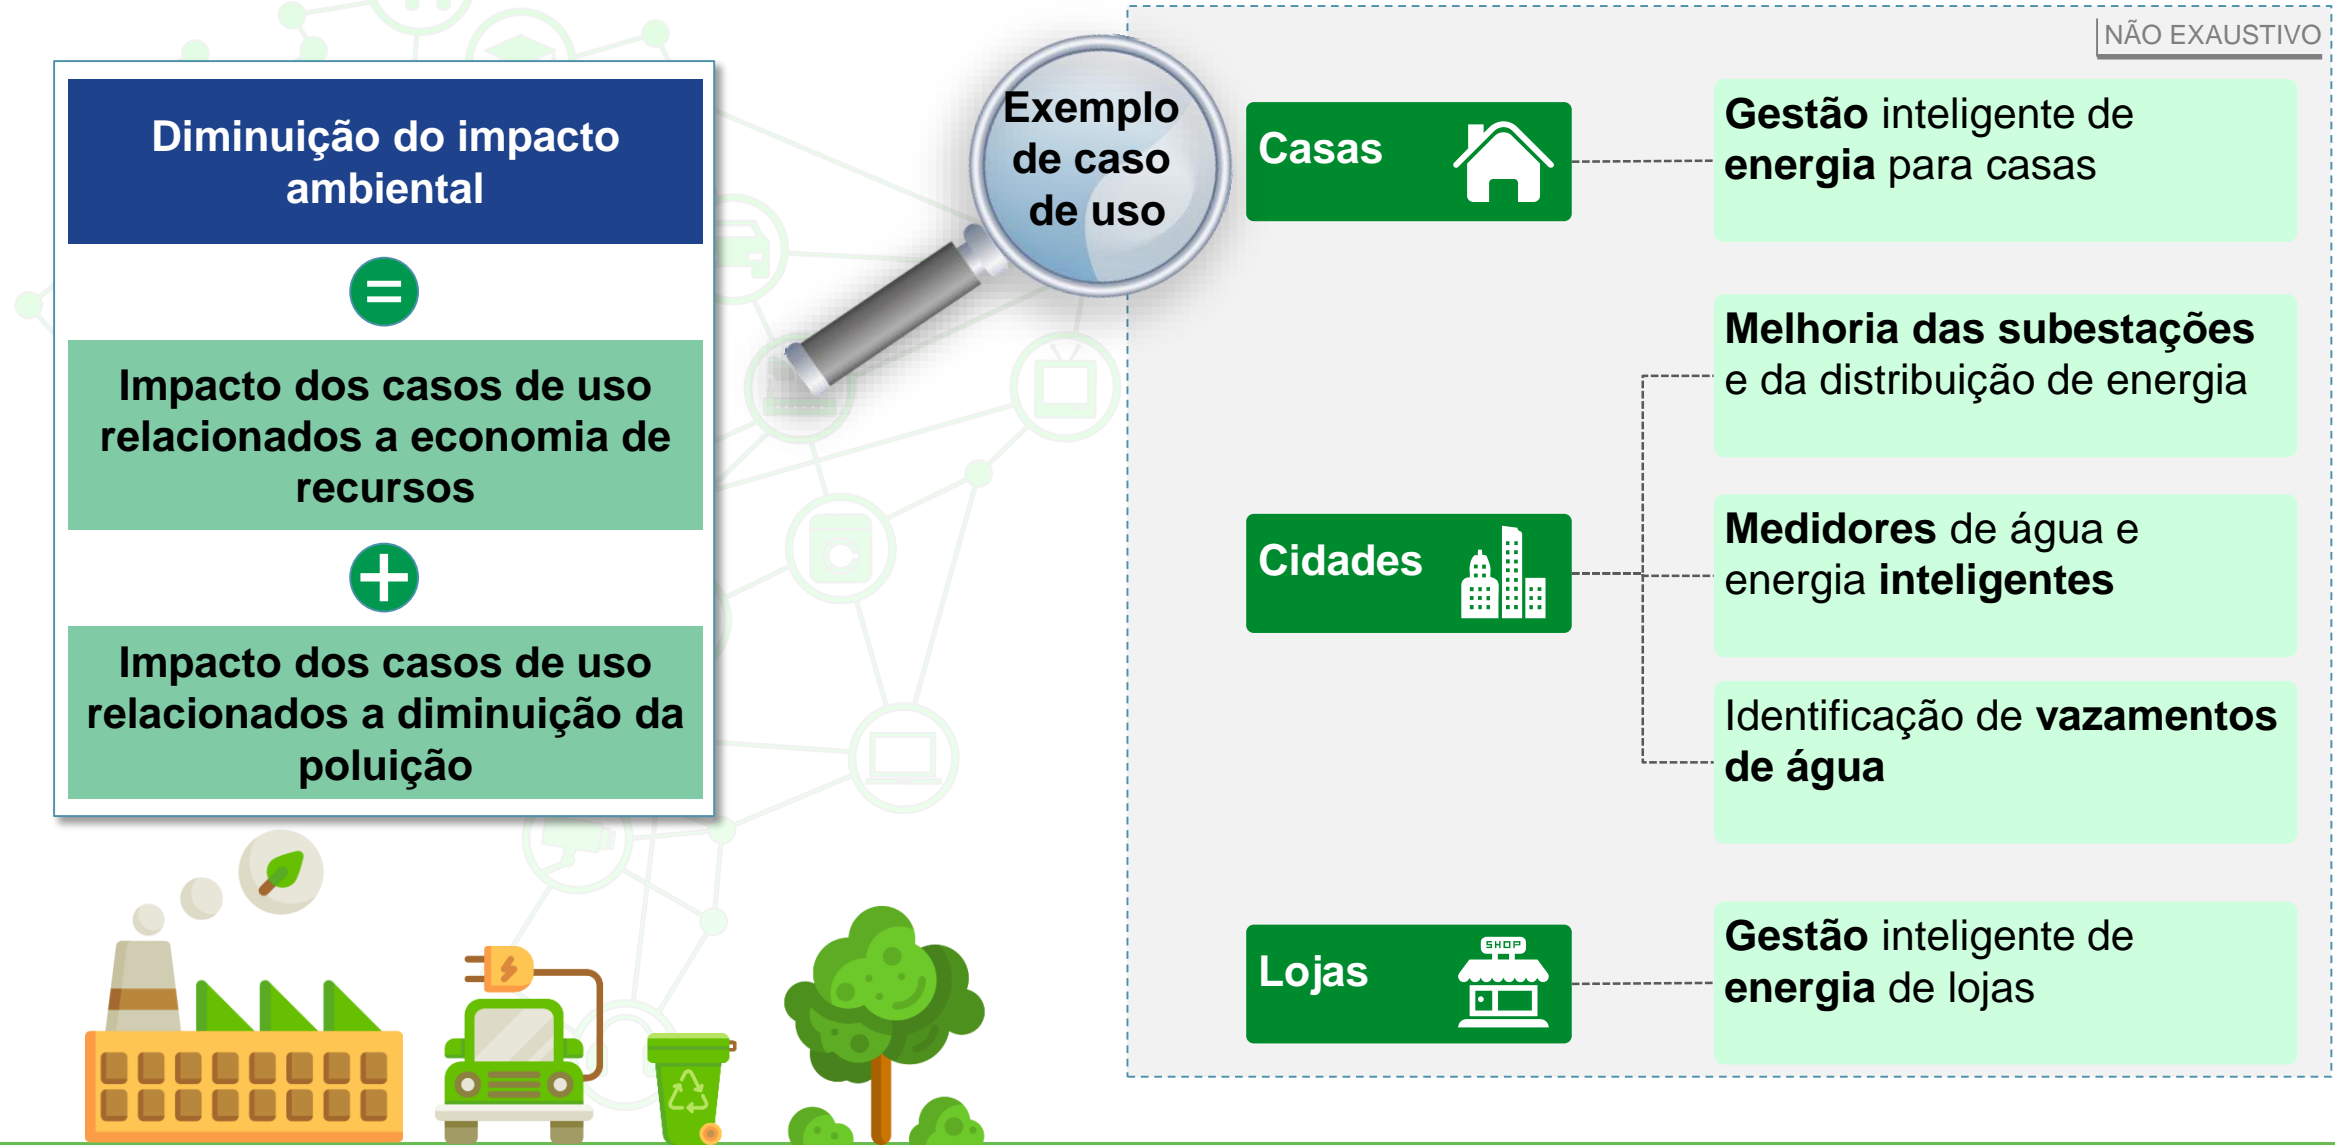 Diminuição do impacto
ambiental
=
Impacto dos casos de uso
relacionados a economia de
recursos
+
Impacto dos casos de uso
relacionados a diminuição da
poluição
Exemplo
de caso
de uso
NÃO EXAUSTIVO
Casas
Gestão inteligente de
energia para casas
Cidades
Melhoria das subestações
e da distribuição de energia
Medidores de água e
energia inteligentes
Identificação de vazamentos
de água
Lojas
SHOP
Gestão inteligente de
energia de lojas